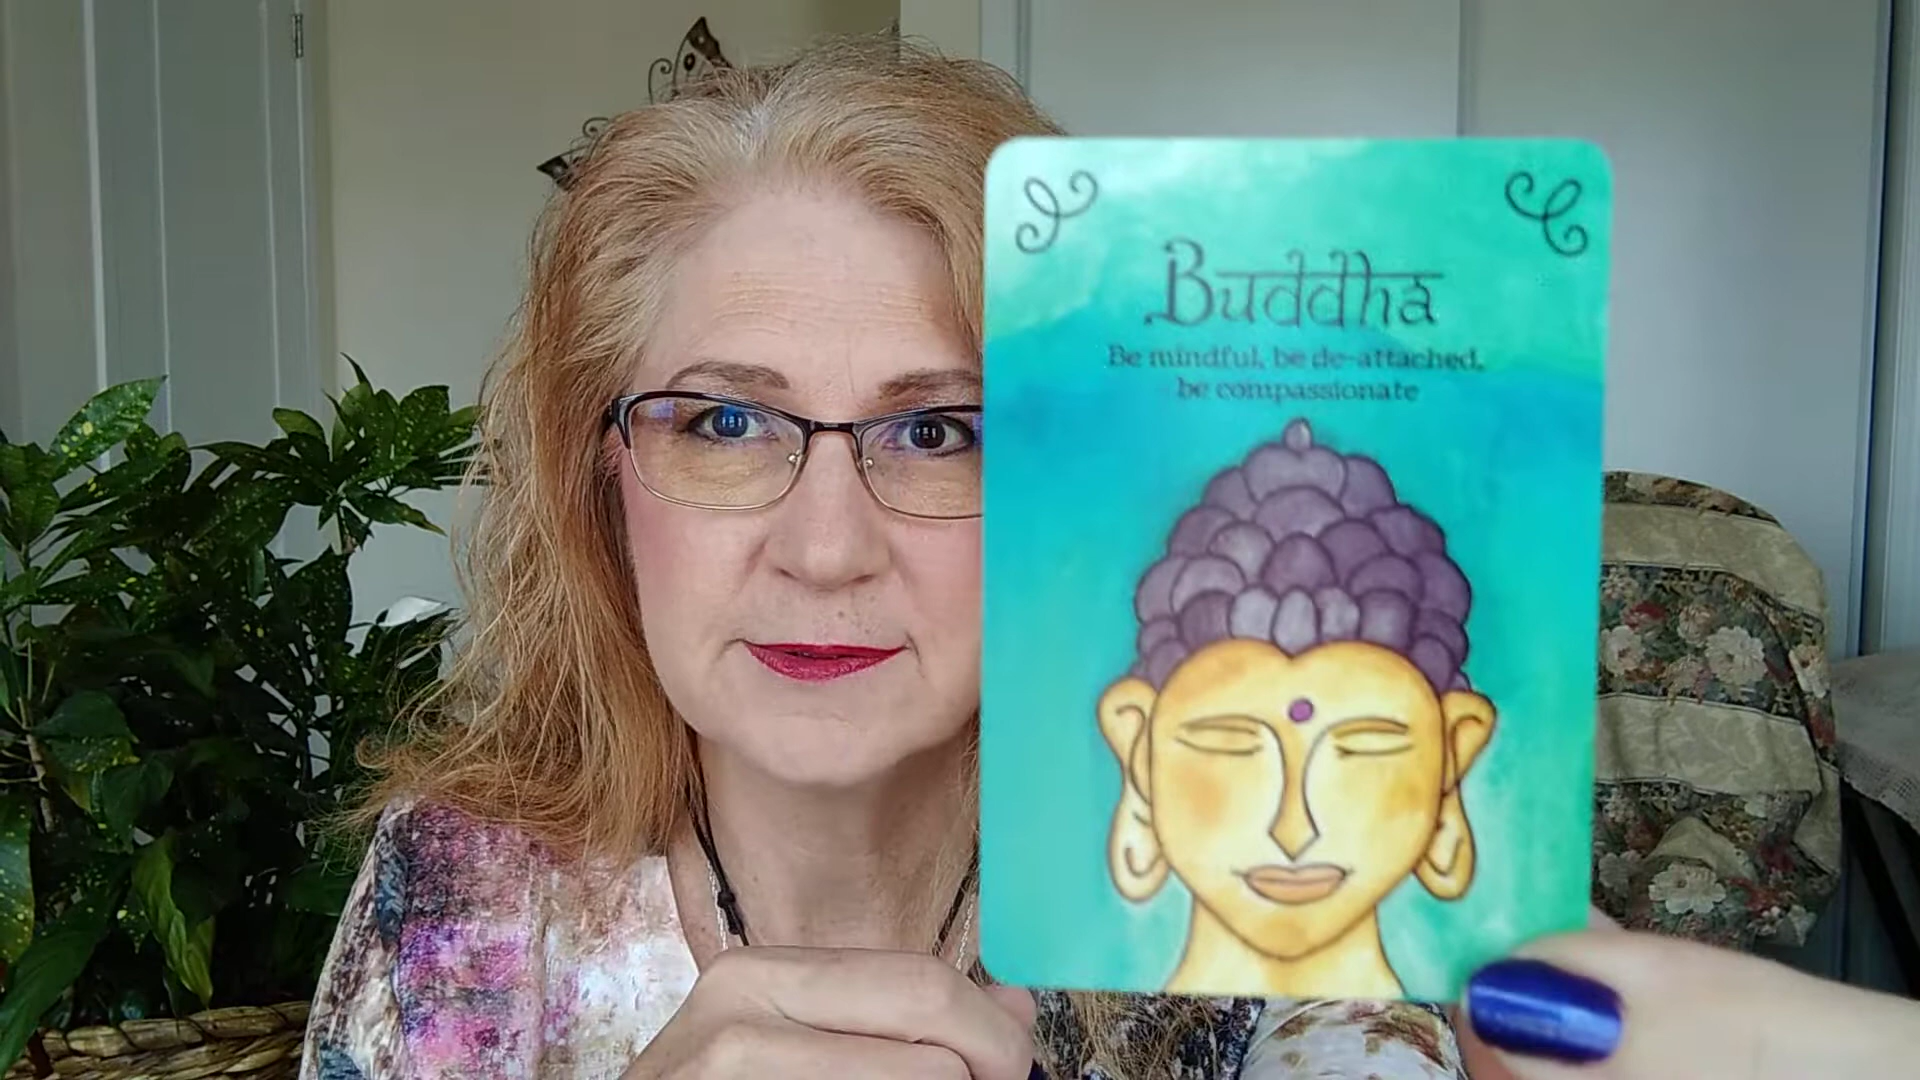 Buddha
Be mindful, be de-attached,
be compassionate